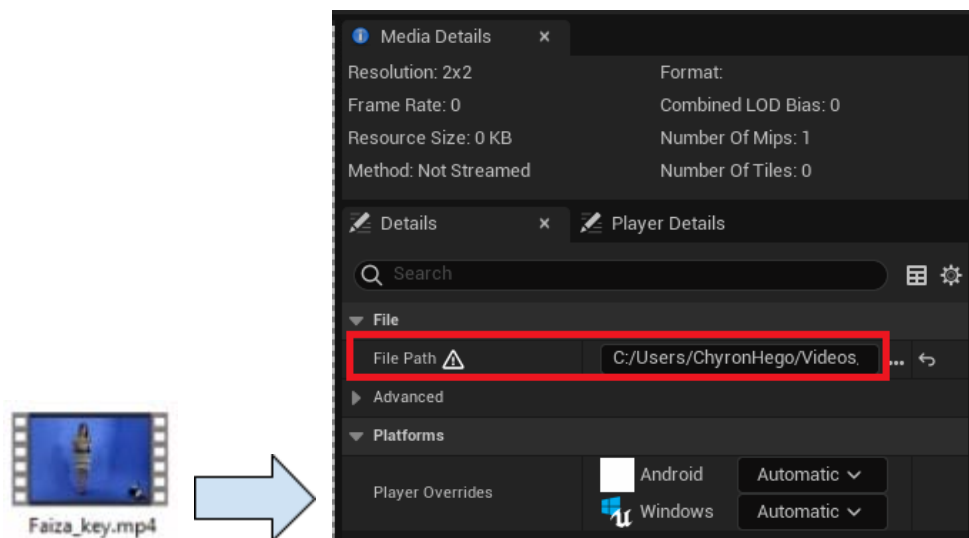 Media Details
Resolution: 2x2
Format:
Frame Rate: 0
Combined LOD Bias: 0
Resource Size: 0 KB
Number Of Mips: 1
Method: Not Streamed
Number Of Tiles: 0
Details
Player Details
Search
File
File Path
C:/Users/ChyronHego/Videos,
Advanced
Platforms
Player Overrides
Android
Automatic
Windows
Automatic
Faiza_key.mp4